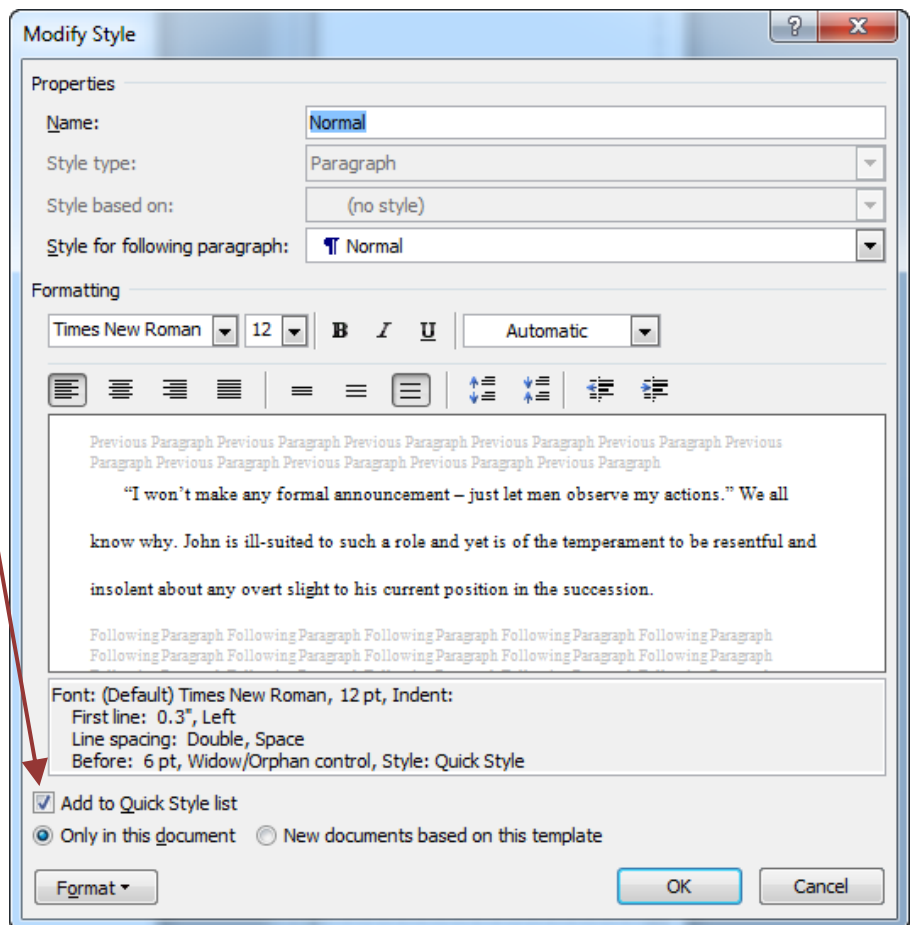 Modify Style
Properties
Name: Normal
Style type: Paragraph
Style based on: (no style)
Style for following paragraph: ¶ Normal
Formatting
Times New Roman 12 B I U Automatic
Previous Paragraph Previous Paragraph Previous Paragraph Previous Paragraph Previous Paragraph Previous
Paragraph Previous Paragraph Previous Paragraph Previous Paragraph Previous Paragraph
“I won’t make any formal announcement – just let men observe my actions.” We all
know why. John is ill-suited to such a role and yet is of the temperament to be resentful and
insolent about any overt slight to his current position in the succession.
Following Paragraph Following Paragraph Following Paragraph Following Paragraph Following Paragraph
Following Paragraph Following Paragraph Following Paragraph Following Paragraph Following Paragraph
Font: (Default) Times New Roman, 12 pt, Indent:
First line: 0.3", Left
Line spacing: Double, Space
Before: 6 pt, Widow/Orphan control, Style: Quick Style
Add to Quick Style list
Only in this document New documents based on this template
Format OK Cancel